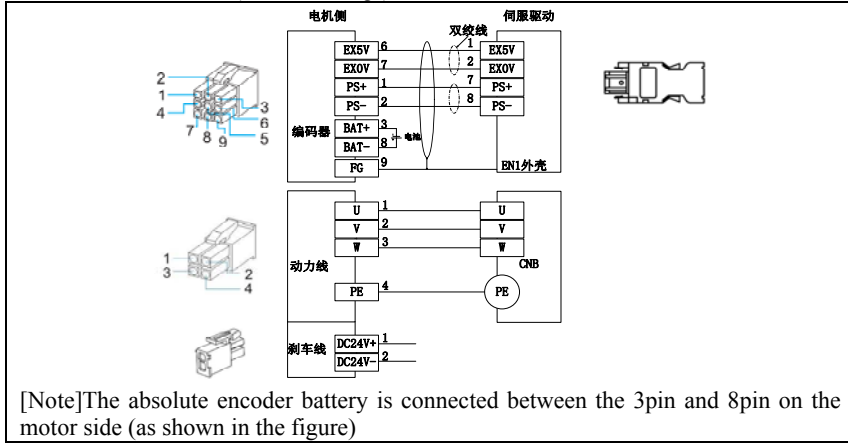 电机侧 伺服驱动
双绞线
EX5V 6 1 EX5V
EX0V 7 2 EX0V
PS+ 1 7 PS+
PS- 2 8 PS-
编码器 BAT+ 3 电池
BAT- 8
FG 9 EN1外壳
2
1
4 3
6
7 8 9 5
U 1 U
V 2 V
W 3 W
CNB
动力线
PE 4 PE
1
3 2
4
刹车线 DC24V+ 1
DC24V- 2
[Note]The absolute encoder battery is connected between the 3pin and 8pin on the
motor side (as shown in the figure)